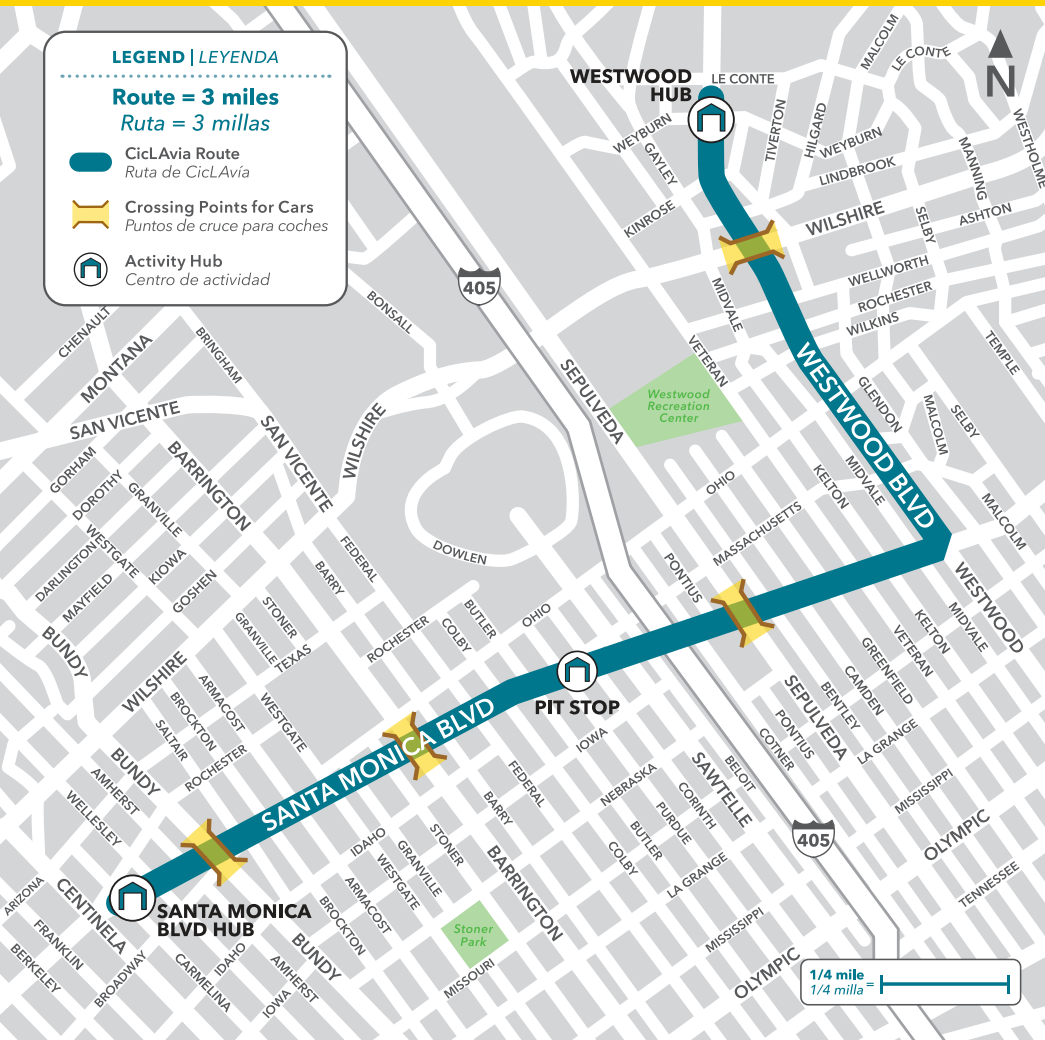 LEGEND | LEYENDA
Route = 3 miles
Ruta = 3 millas
CicLAvia Route
Ruta de CicLAvía
Crossing Points for Cars
Puntos de cruce para coches
Activity Hub
Centro de actividad
N
WESTWOOD
HUB
LE CONTE
MALCOLM
LE CONTE
WEYBURN
GAYLEY
TIVERTON
HILGARD
WEYBURN
LINDBROOK
MANNING
WESTHOLME
KINROSE
WILSHIRE
SELBY
ASHTON
405
BONSALL
MIDVALE
WELLWORTH
ROCHESTER
WILKINS
CHENAULT
MONTANA
BRINGHAM
VETERAN
TEMPLE
SEPULVEDA
Westwood
Recreation
Center
WESTWOOD BLVD
GLENDON
MALCOLM
SELBY
SAN VICENTE
SAN VICENTE
WILSHIRE
BARRINGTON
GORHAM
DOROTHY
GRANVILLE
OHIO
KELTON
MIDVALE
MALCOLM
WESTGATE
DARLINGTON
MAYFIELD
KIOWA
GOSHEN
FEDERAL
BARRY
DOWLEN
MASSACHUSETTS
PONTIUS
WESTWOOD
BUNDY
STONER
GRANVILLE
TEXAS
ROCHESTER
BUTLER
COLBY
OHIO
KELTON
MIDVALE
VETERAN
GREENFIELD
CAMDEN
BENTLEY
SEPULVEDA
PONTIUS
COTNER
LA GRANGE
WILSHIRE
ARMACOST
BROCKTON
SALTAIR
WESTGATE
ROCHESTER
PIT STOP
SANTA MONICA BLVD
IOWA
BUNDY
AMHERST
WELLESLEY
FEDERAL
BARRY
NEBRASKA
SAWTELLE
BELOIT
CORINTH
PURDUE
BUTLER
COLBY
MISSISSIPPI
OLYMPIC
405
IDAHO
STONER
GRANVILLE
WESTGATE
BARRINGTON
LA GRANGE
TENNESSEE
ARIZONA
CENTINELA
SANTA MONICA
BLVD HUB
ARMACOST
BROCKTON
Stoner
Park
MISSISSIPPI
FRANKLIN
BERKELEY
BROADWAY
CARMELINA
IDAHO
IOWA
AMHERST
BUNDY
MISSOURI
OLYMPIC
1/4 mile
1/4 milla
=